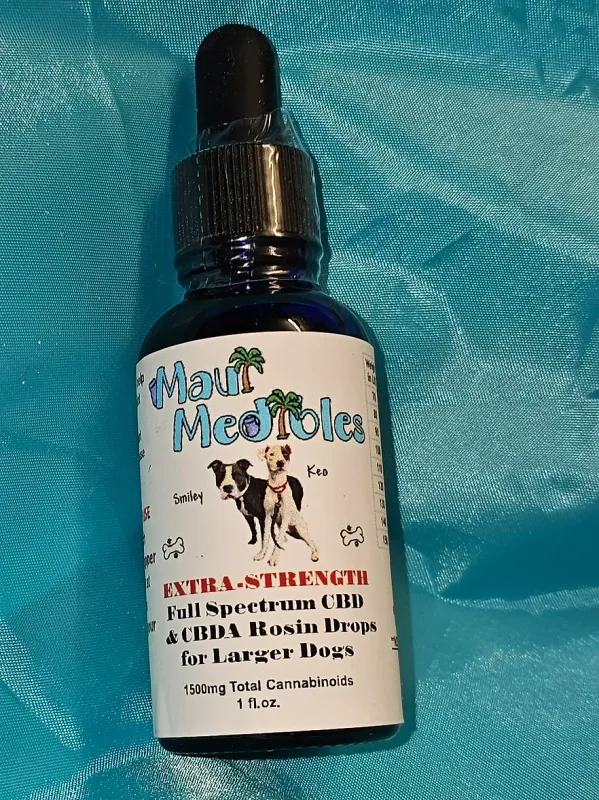 Maui
Medibles
Smiley
Keo
EXTRA-STRENGTH
Full Spectrum CBD
& CBDA Rosin Drops
for Larger Dogs
1500mg Total Cannabinoids
1 fl.oz.